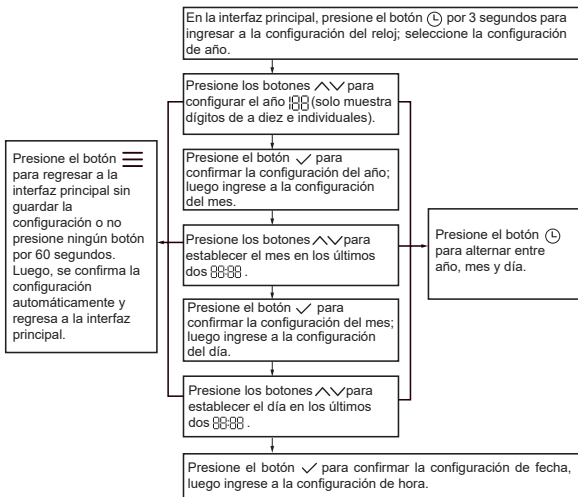 En la interfaz principal, presione el botón por 3 segundos para
ingresar a la configuración del reloj; seleccione la configuración
de año.
Presione los botones para
configurar el año 188 (solo muestra
dígitos de a diez e individuales).
Presione el botón ✓ para
confirmar la configuración del año;
luego ingrese a la configuración
del mes.
Presione los botones para
establecer el mes en los últimos
dos 88:88 .
Presione el botón ✓ para
confirmar la configuración del mes;
luego ingrese a la configuración
del día.
Presione los botones para
establecer el día en los últimos
dos 88:88 .
Presione el botón ✓ para confirmar la configuración de fecha,
luego ingrese a la configuración de hora.
Presione el botón
para regresar a la
interfaz principal sin
guardar la
configuración o no
presione ningún botón
por 60 segundos.
Luego, se confirma la
configuración
automáticamente y
regresa a la interfaz
principal.
Presione el botón
para alternar entre
año, mes y día.